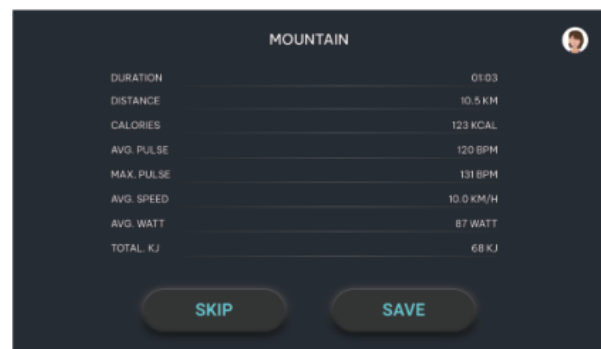 MOUNTAIN
DURATION 01:03
DISTANCE 10.5 KM
CALORIES 123 KCAL
AVG. PULSE 120 BPM
MAX. PULSE 131 BPM
AVG. SPEED 10.0 KM/H
AVG. WATT 87 WATT
TOTAL. KJ 68 KJ
SKIP SAVE